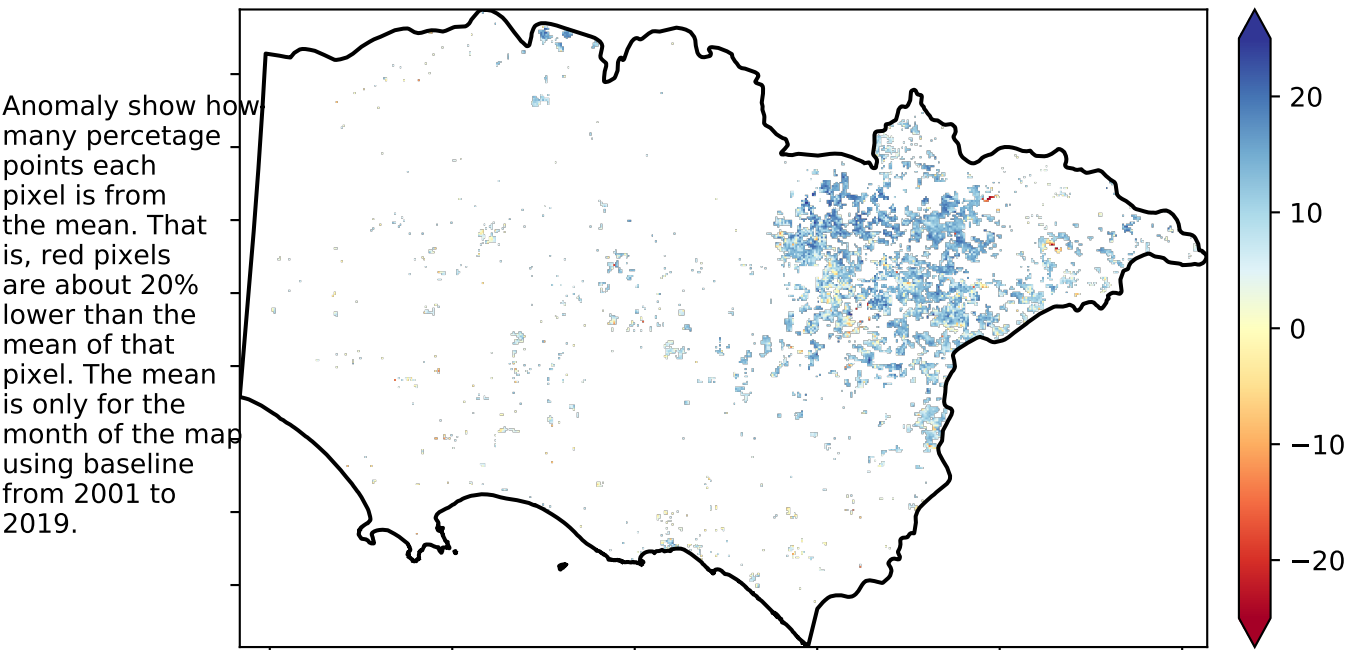 Anomaly show how
many percetage
points each
pixel is from
the mean. That
is, red pixels
are about 20%
lower than the
mean of that
pixel. The mean
is only for the
month of the map
using baseline
from 2001 to
2019.
20
10
0
−10
−20